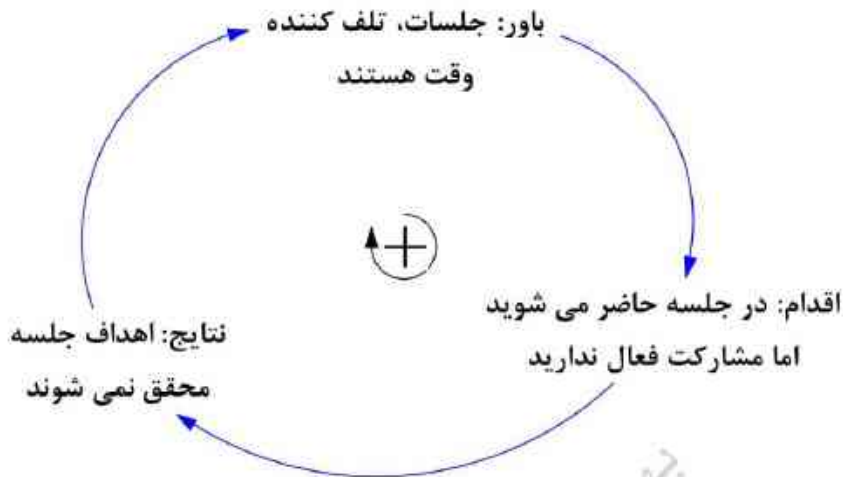 باور: جلسات، تلف کننده
وقت هستند
اقدام: در جلسه حاضر می شوید
اما مشارکت فعال ندارید
نتایج: اهداف جلسه
محقق نمی شوند